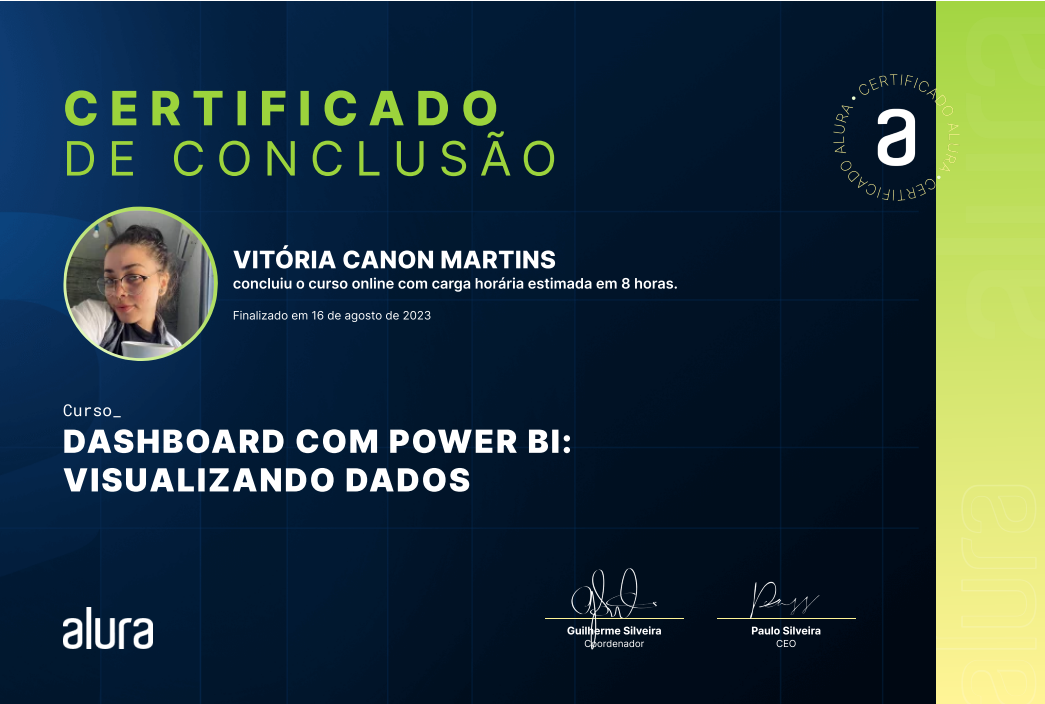 CERTIFICADO
DE CONCLUSÃO
CERTIFICADO ALURA • CERTIFICADO ALURA •
a
VITÓRIA CANON MARTINS
concluiu o curso online com carga horária estimada em 8 horas.
Finalizado em 16 de agosto de 2023
Curso_
DASHBOARD COM POWER BI:
VISUALIZANDO DADOS
alura
Guilherme Silveira
Coordenador
Paulo Silveira
CEO
alura
alura